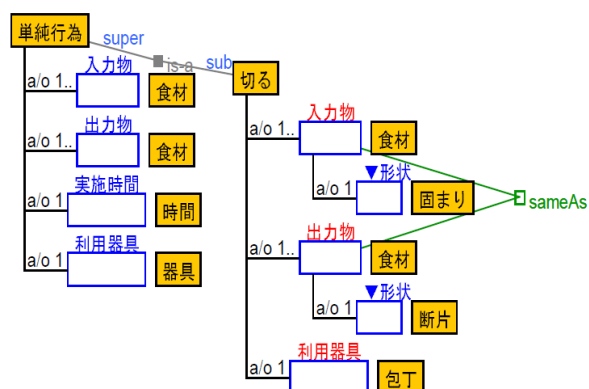 単純行為
super
is-a
sub
切る
入力物
a/o 1..
食材
出力物
a/o 1..
食材
実施時間
a/o 1
時間
利用器具
a/o 1
器具
入力物
a/o 1..
食材
▼形状
a/o 1
固まり
sameAs
出力物
a/o 1..
食材
▼形状
a/o 1
断片
利用器具
a/o 1
包丁